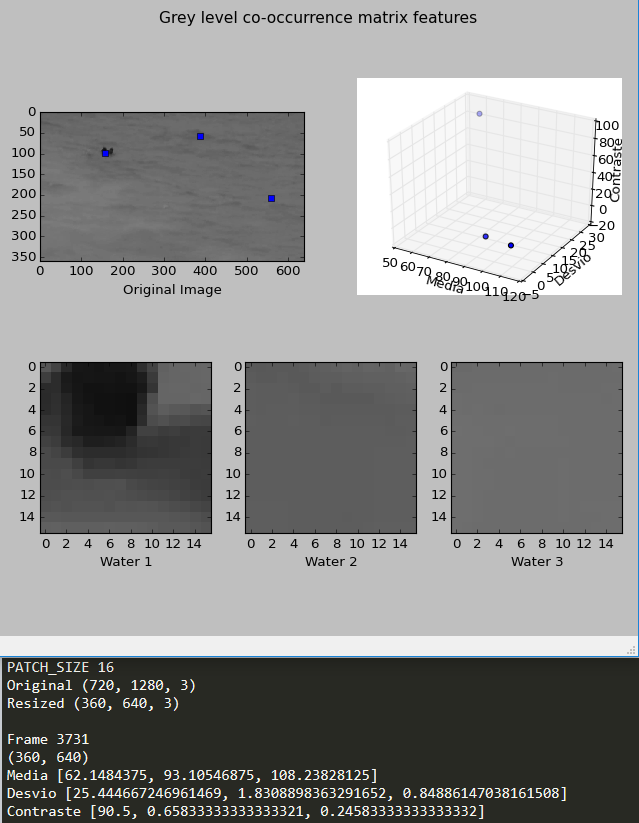 Grey level co-occurrence matrix features
0
50
100
150
200
250
300
350
0 100 200 300 400 500 600
Original Image
100
80
60
40
20
0
−20
Contraste
50 60 70 80 90 100 110 120
Media
−5 0 5 10 15 20 25 30
Desvio
0
2
4
6
8
10
12
14
0 2 4 6 8 10 12 14
Water 1
0
2
4
6
8
10
12
14
0 2 4 6 8 10 12 14
Water 2
0
2
4
6
8
10
12
14
0 2 4 6 8 10 12 14
Water 3
PATCH_SIZE 16
Original (720, 1280, 3)
Resized (360, 640, 3)
Frame 3731
(360, 640)
Media [62.1484375, 93.10546875, 108.23828125]
Desvio [25.444667246961469, 1.8308898363291652, 0.84886147038161508]
Contraste [90.5, 0.65833333333333321, 0.24583333333333332]